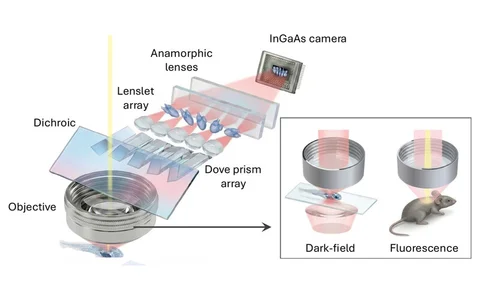 InGaAs camera
Anamorphic
lenses
Lenslet
array
Dichroic
Dove prism
array
Objective
Dark-field
Fluorescence